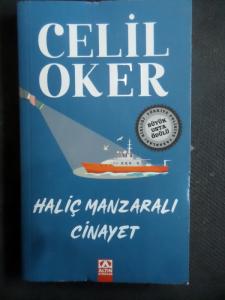 CELİL
OKER
BÜYÜK
USTA
ÖDÜLÜ
HALİÇ MANZARALI
CİNAYET
ALTIN